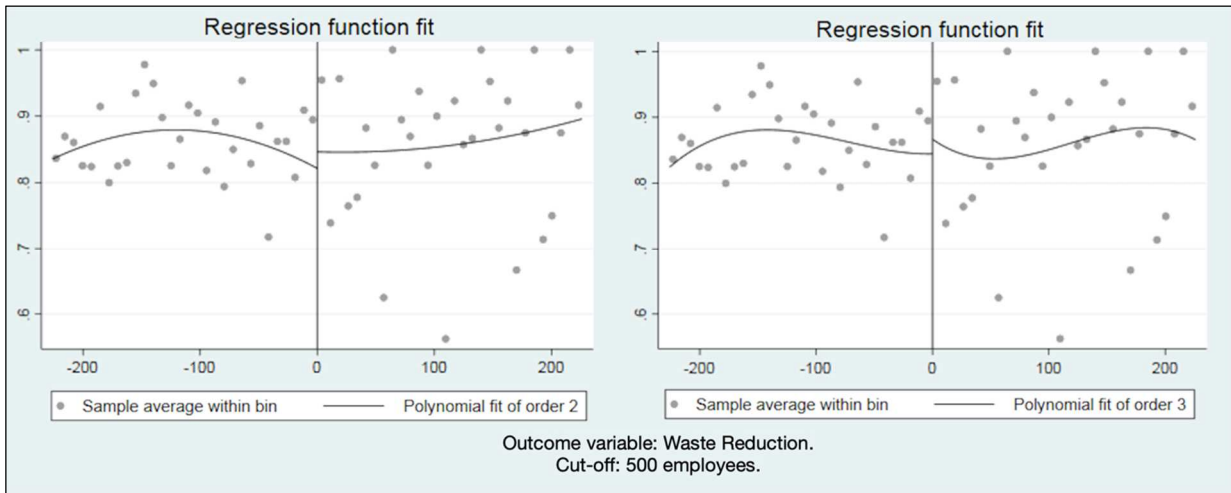 Regression function fit
1
.9
.8
.7
.6
-200 -100 0 100 200
Sample average within bin Polynomial fit of order 2
Regression function fit
1
.9
.8
.7
.6
-200 -100 0 100 200
Sample average within bin Polynomial fit of order 3
Outcome variable: Waste Reduction.
Cut-off: 500 employees.